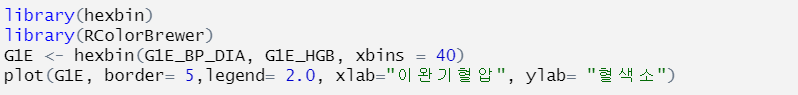 library(hexbin)
library(RColorBrewer)
G1E <- hexbin(G1E_BP_DIA, G1E_HGB, xbins = 40)
plot(G1E, border= 5,legend= 2.0, xlab="이완기혈압", ylab= "혈색소")